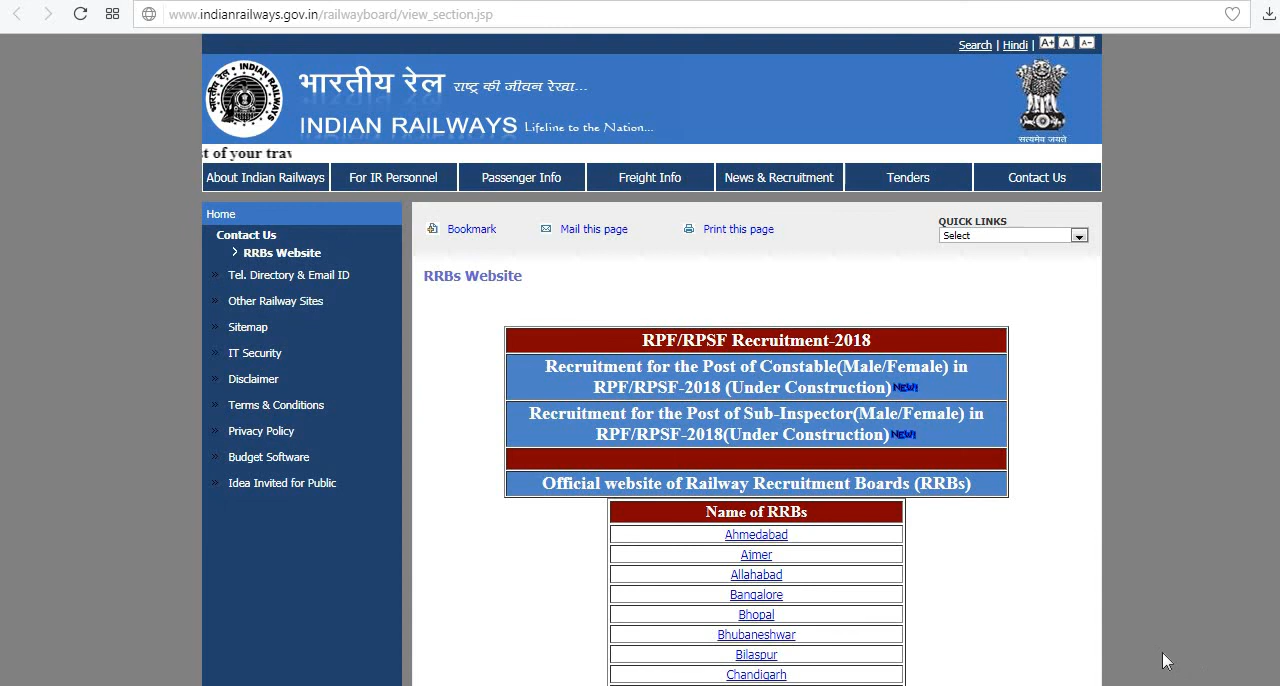 www.indianrailways.gov.in/railwayboard/view_section.jsp
Search | Hindi | A+ A A-
भारतीय रेल राष्ट्र की जीवन रेखा...
INDIAN RAILWAYS Lifeline to the Nation...
भारतीय रेल INDIAN RAILWAYS
सत्यमेव जयते
of your
About Indian Railways
For IR Personnel
Passenger Info
Freight Info
News & Recruitment
Tenders
Contact Us
Home
Contact Us
RRBs Website
Tel. Directory & Email ID
Other Railway Sites
Sitemap
IT Security
Disclaimer
Terms & Conditions
Privacy Policy
Budget Software
Idea Invited for Public
Bookmark
Mail this page
Print this page
QUICK LINKS
Select
RRBs Website
RPF/RPSF Recruitment-2018
Recruitment for the Post of Constable(Male/Female) in
RPF/RPSF-2018 (Under Construction) NEW!
Recruitment for the Post of Sub-Inspector(Male/Female) in
RPF/RPSF-2018(Under Construction) NEW!
Official website of Railway Recruitment Boards (RRBs)
Name of RRBs
Ahmedabad
Ajmer
Allahabad
Bangalore
Bhopal
Bhubaneshwar
Bilaspur
Chandigarh